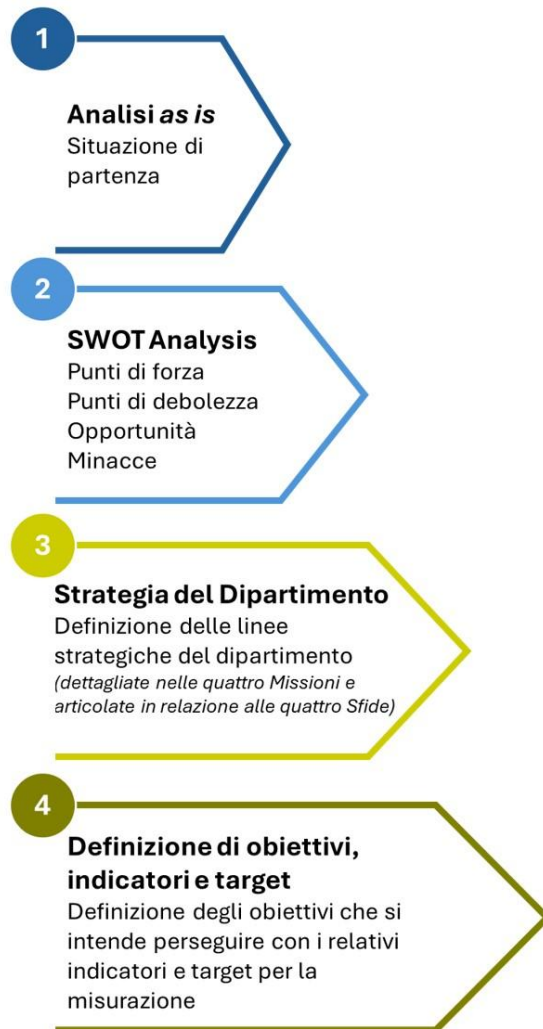 1
Analisi as is
Situazione di
partenza
2
SWOT Analysis
Punti di forza
Punti di debolezza
Opportunità
Minacce
3
Strategia del Dipartimento
Definizione delle linee
strategiche del dipartimento
(dettagliate nelle quattro Missioni e
articolate in relazione alle quattro Sfide)
4
Definizione di obiettivi,
indicatori e target
Definizione degli obiettivi che si
intende perseguire con i relativi
indicatori e target per la
misurazione